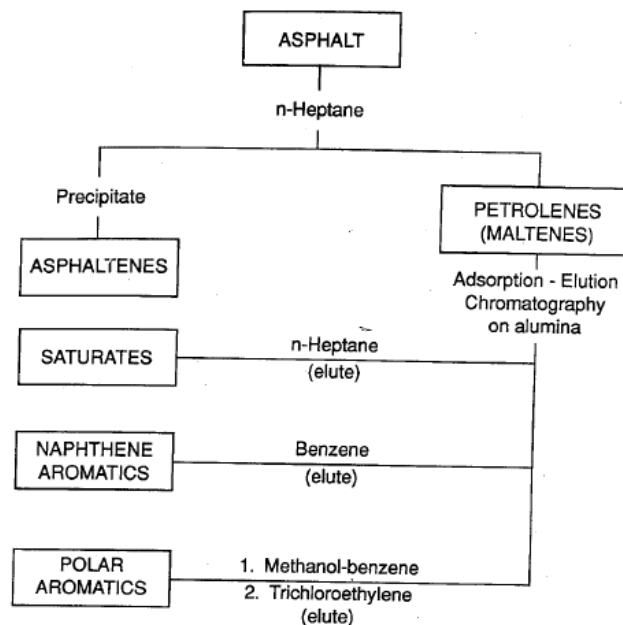 ASPHALT
n-Heptane
Precipitate
ASPHALTENES
PETROLENES
(MALTENES)
Adsorption - Elution
Chromatography
on alumina
SATURATES
n-Heptane
(elute)
NAPHTHENE
AROMATICS
Benzene
(elute)
POLAR
AROMATICS
1. Methanol-benzene
2. Trichloroethylene
(elute)